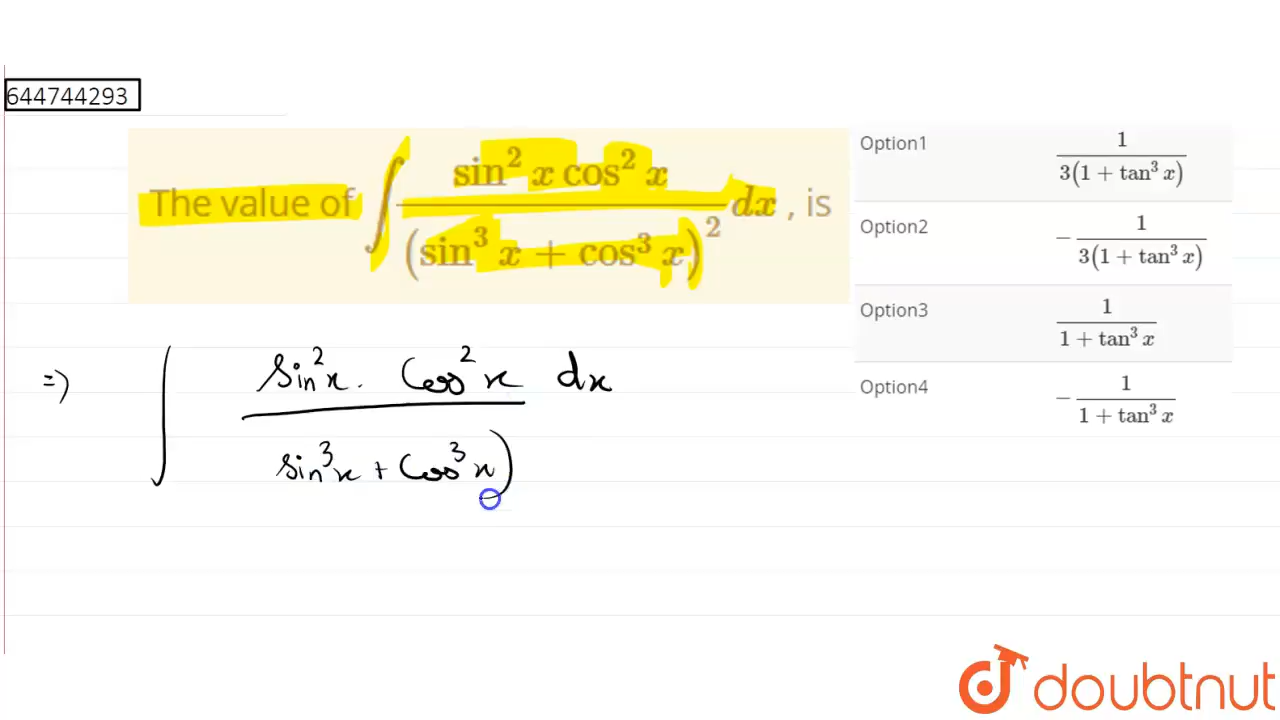 644744293
The value of ∫ sin² x cos² x / (sin³ x + cos³ x)² dx , is
Option1 1 / 3(1 + tan³ x)
Option2 − 1 / 3(1 + tan³ x)
Option3 1 / 1 + tan³ x
Option4 − 1 / 1 + tan³ x
=> ∫ sin²x . Cos²x / sin³x + Cos³x) dx
doubtnut